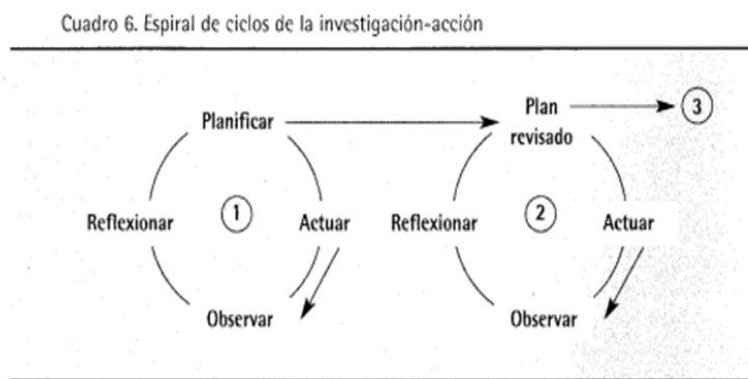 Cuadro 6. Espiral de ciclos de la investigación-acción
Planificar
Reflexionar
1
Actuar
Observar
Plan
revisado
3
Reflexionar
2
Actuar
Observar